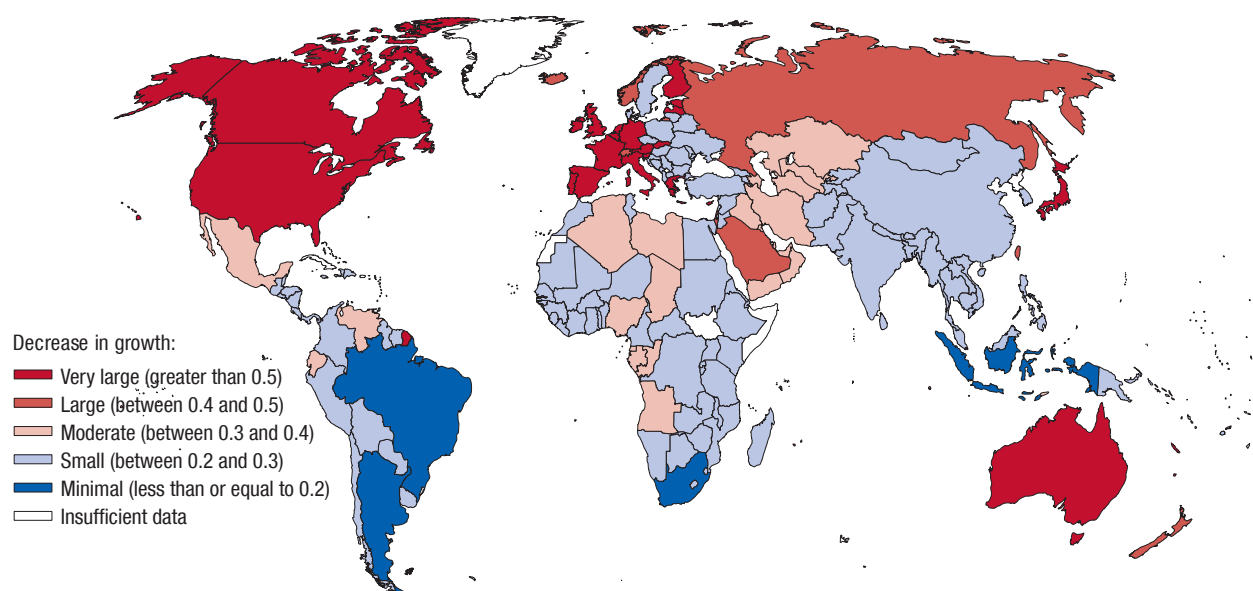 Decrease in growth:
Very large (greater than 0.5)
Large (between 0.4 and 0.5)
Moderate (between 0.3 and 0.4)
Small (between 0.2 and 0.3)
Minimal (less than or equal to 0.2)
Insufficient data